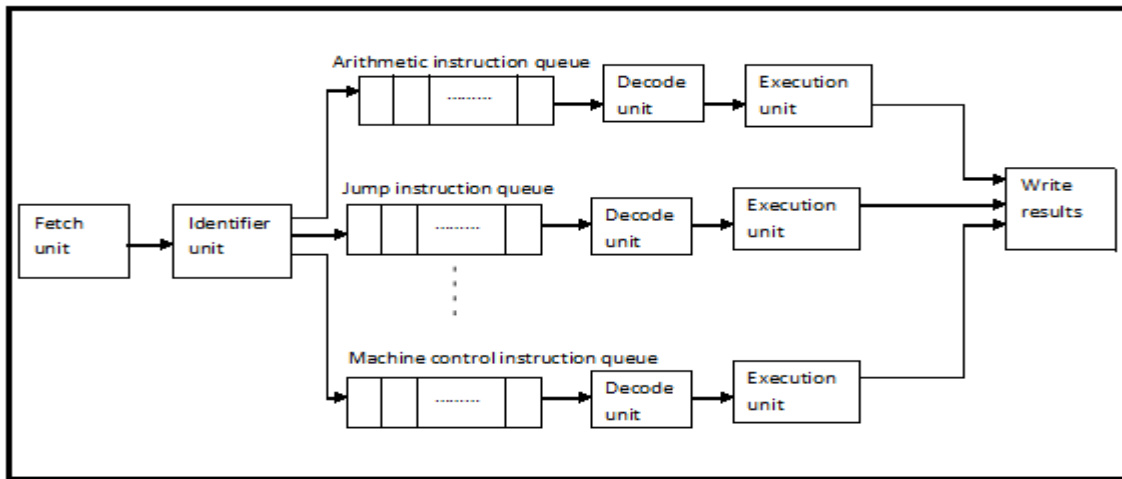 Arithmetic instruction queue
----------
Decode
unit
Execution
unit
Jump instruction queue
----------
Decode
unit
Execution
unit
Write
results
Fetch
unit
Identifier
unit
Machine control instruction queue
----------
Decode
unit
Execution
unit